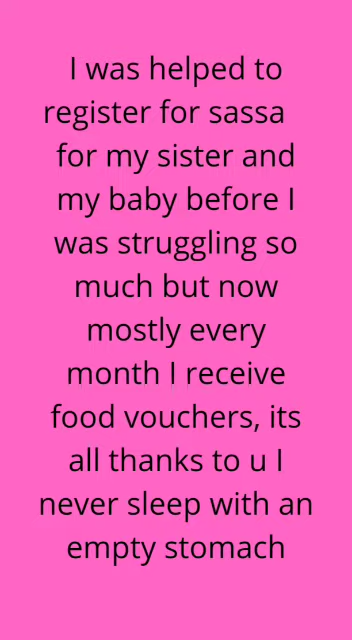 I was helped to
register for sassa
for my sister and
my baby before I
was struggling so
much but now
mostly every
month I receive
food vouchers, its
all thanks to u I
never sleep with an
empty stomach